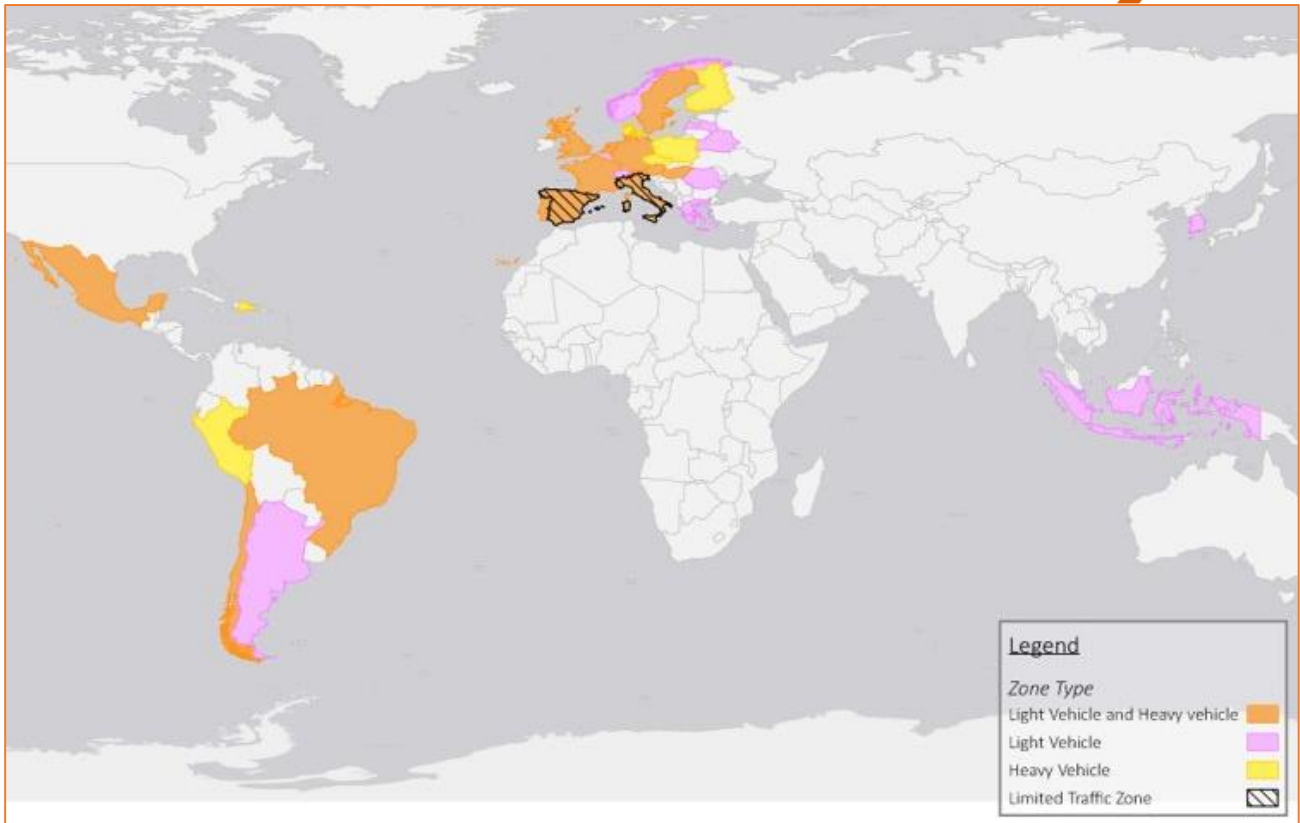 Legend
Zone Type
Light Vehicle and Heavy vehicle
Light Vehicle
Heavy Vehicle
Limited Traffic Zone